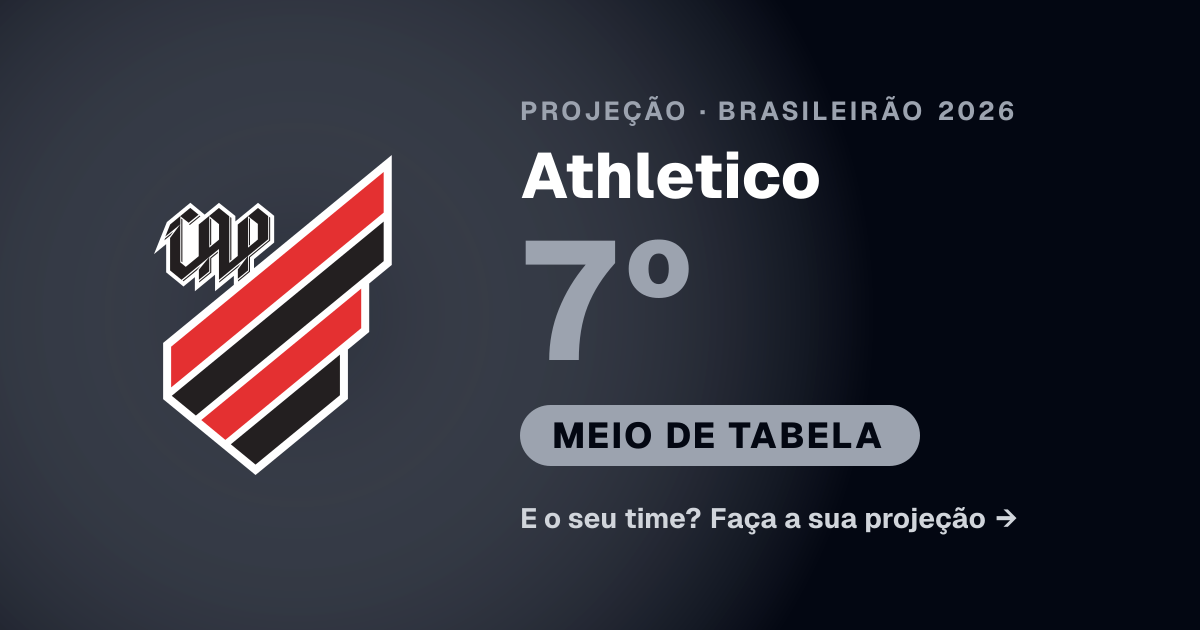 CAP
PROJEÇÃO · BRASILEIRÃO 2026
Athletico
7º
MEIO DE TABELA
E o seu time? Faça a sua projeção →